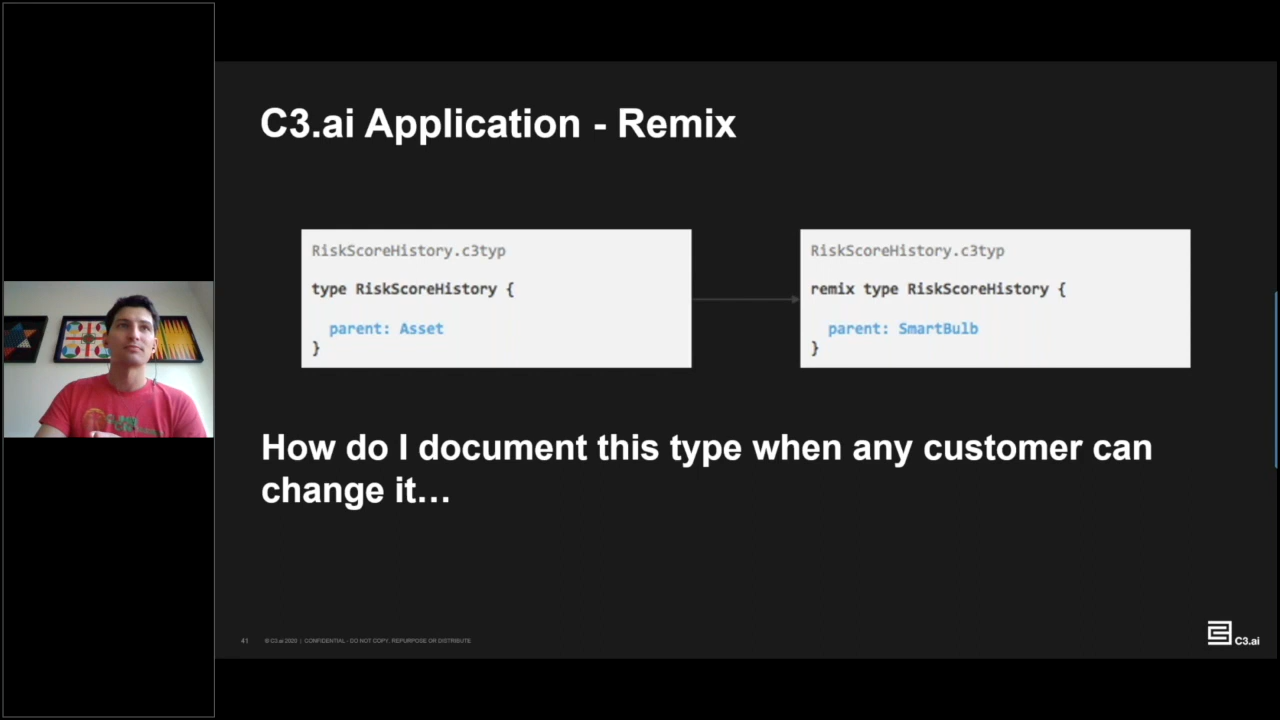 C3.ai Application - Remix
RiskScoreHistory.c3typ
type RiskScoreHistory {
parent: Asset
}
RiskScoreHistory.c3typ
remix type RiskScoreHistory {
parent: SmartBulb
}
How do I document this type when any customer can
change it…
41 © C3.ai 2020 | CONFIDENTIAL - DO NOT COPY, REPURPOSE OR DISTRIBUTE
C3.ai